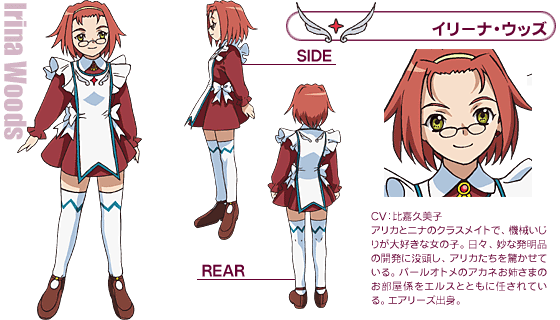 Irina Woods
イリーナ・ウッズ
SIDE
REAR
CV：比嘉久美子
アリカとニナのクラスメイトで、機械いじ
りが大好きな女の子。日々、妙な発明品
の開発に没頭し、アリカたちを驚かせて
いる。パールオトメのアカネお姉さまの
お部屋係をエルスとともに任されてい
る。エアリーズ出身。